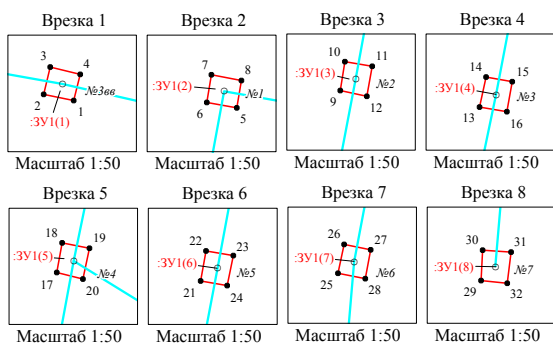 Врезка 1
3
4
№3вв
2
1
:ЗУ1(1)
Масштаб 1:50
Врезка 2
7
8
:ЗУ1(2)
№1
6
5
Масштаб 1:50
Врезка 3
10
11
:ЗУ1(3)
№2
9
12
Масштаб 1:50
Врезка 4
14
15
:ЗУ1(4)
№3
13
16
Масштаб 1:50
Врезка 5
18
19
:ЗУ1(5)
№4
17
20
Масштаб 1:50
Врезка 6
22
23
:ЗУ1(6)
№5
21
24
Масштаб 1:50
Врезка 7
26
27
:ЗУ1(7)
№6
25
28
Масштаб 1:50
Врезка 8
30
31
:ЗУ1(8)
№7
29
32
Масштаб 1:50